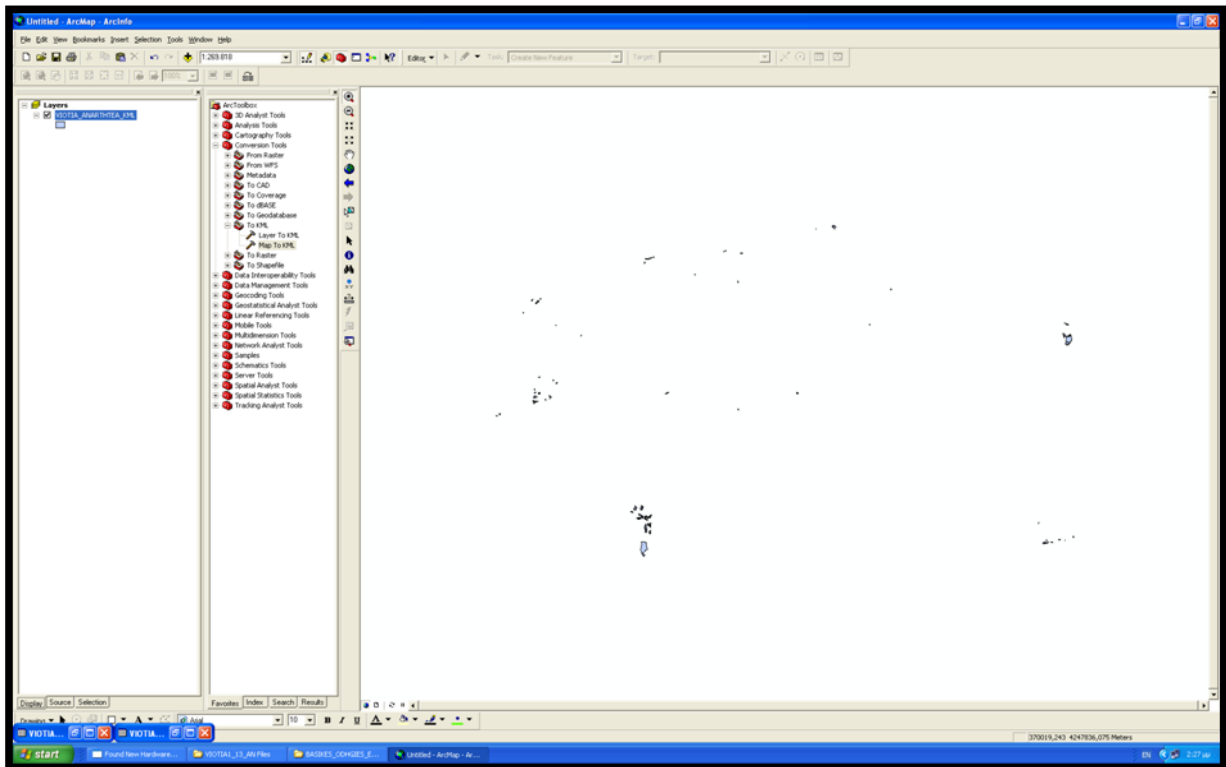 Untitled - ArcMap - ArcInfo
File Edit View Bookmarks Insert Selection Tools Window Help
1:269.818
Editor
Task: Create New Feature
Target:
100%
Layers
VIOTIA_ANARTHTEA_KML
ArcToolbox
3D Analyst Tools
Analysis Tools
Cartography Tools
Conversion Tools
From Raster
From WFS
Metadata
To CAD
To Coverage
To dBASE
To Geodatabase
To KML
Layer To KML
Map To KML
To Raster
To Shapefile
Data Interoperability Tools
Data Management Tools
Geocoding Tools
Geostatistical Analyst Tools
Linear Referencing Tools
Mobile Tools
Multidimension Tools
Network Analyst Tools
Samples
Schematics Tools
Server Tools
Spatial Analyst Tools
Spatial Statistics Tools
Tracking Analyst Tools
Display Source Selection
Favorites Index Search Results
Drawing
A
Arial
10
B I U A
VIOTIA...
VIOTIA...
370019,243 4247836,075 Meters
start
Found New Hardware...
VIOTIA1_13_AN Files
BASIKES_ODHGIES_E...
Untitled - ArcMap - Ar...
EN
2:27 μμ